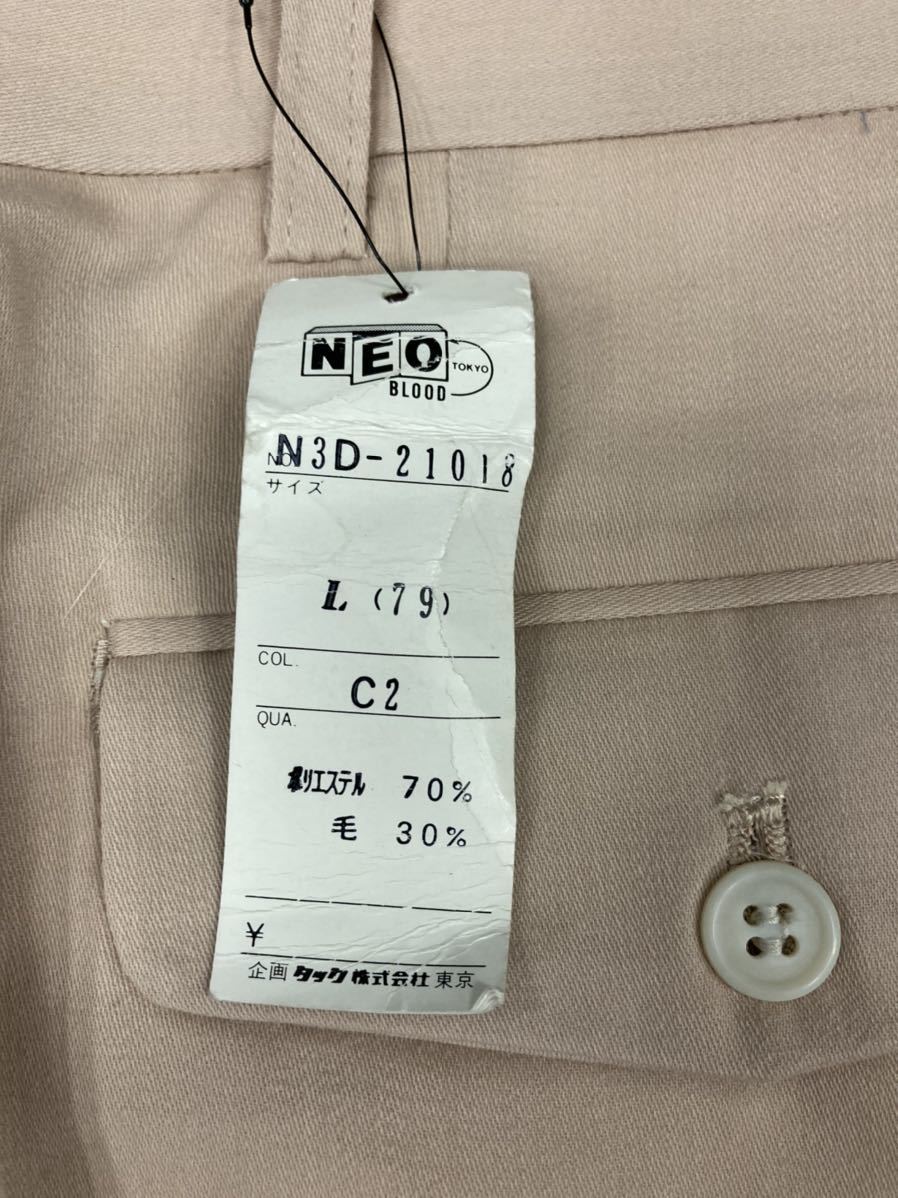 NEO
TOKYO
BLOOD
NO. N3D-21018
サイズ
L (79)
COL.
C2
QUA.
ポリエステル 70%
毛 30%
¥
企画 タック株式会社 東京